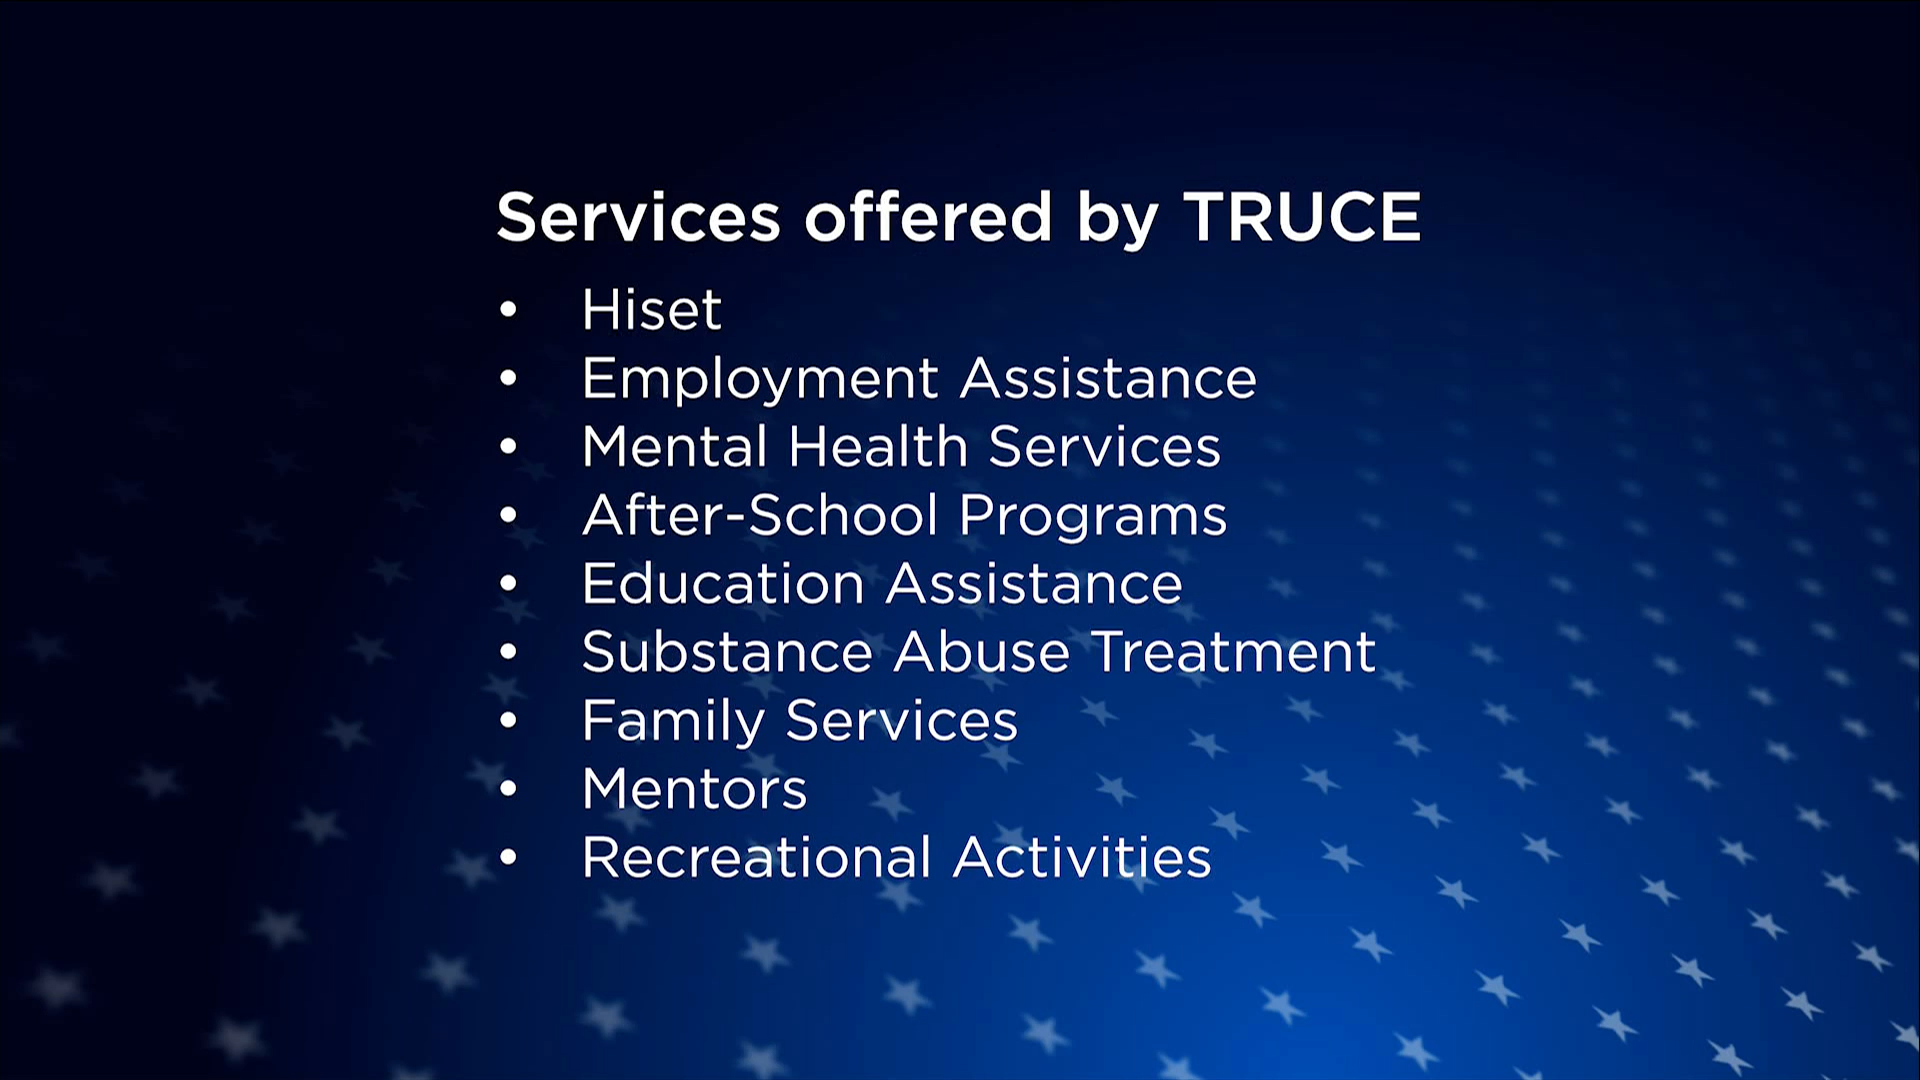 Services offered by TRUCE
• Hiset
• Employment Assistance
• Mental Health Services
• After-School Programs
• Education Assistance
• Substance Abuse Treatment
• Family Services
• Mentors
• Recreational Activities